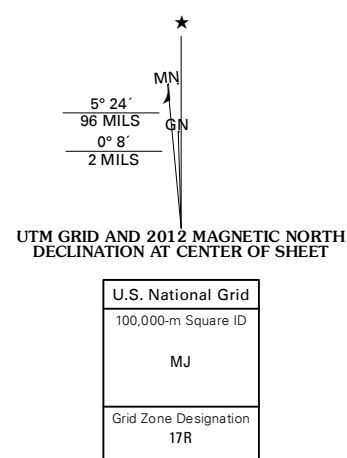 MN
5° 24´
96 MILS
GN
0° 8´
2 MILS
UTM GRID AND 2012 MAGNETIC NORTH
DECLINATION AT CENTER OF SHEET
U.S. National Grid
100,000-m Square ID
MJ
Grid Zone Designation
17R